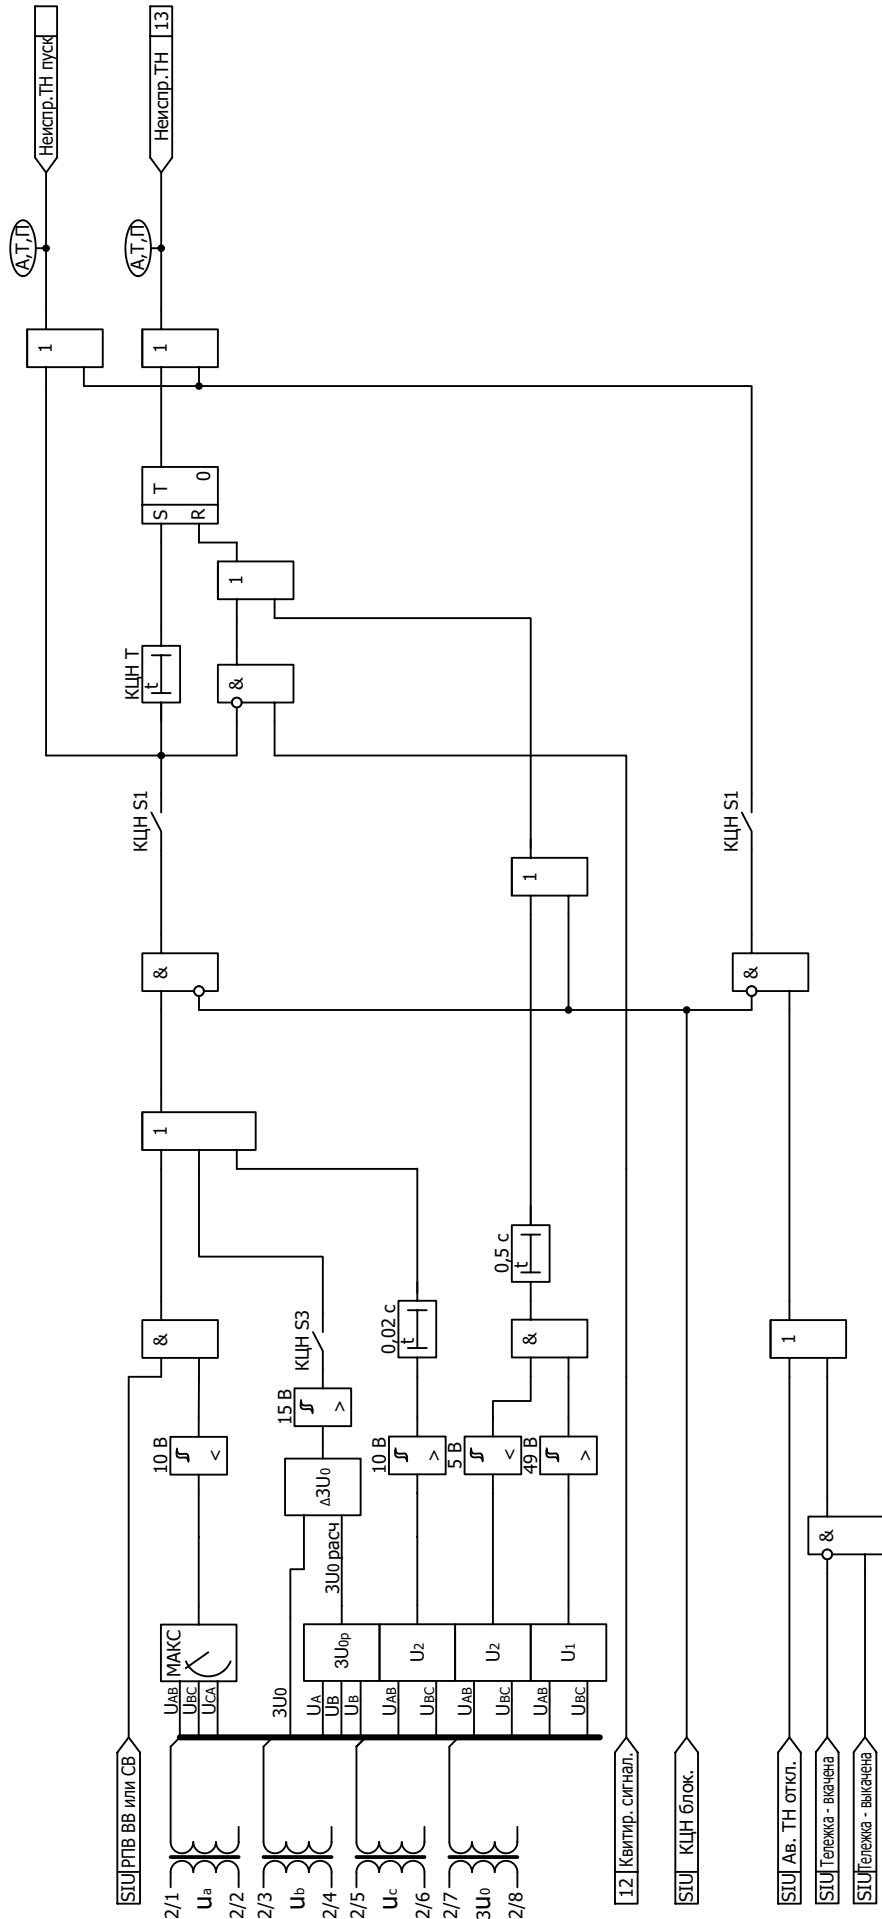 SIU РПВ ВВ или СВ
2/1
uₐ
2/2
2/3
u_b
2/4
2/5
u_c
2/6
2/7
3u₀
2/8
12 Квитир. сигнал.
SIU КЦН блок.
SIU Ав. ТН откл.
SIU Тележка - вкачена
SIU Тележка - выкачена
UAB
UBC
UCA
МАКС
3U0
UA
UB
UB
3U0p
UAB
UBC
U2
UAB
UBC
U2
UAB
UBC
U1
3U0 расч
Δ3U0
10 В
<
15 В
>
10 В
>
5 В
<
49 В
>
&
КЦН S3
0,02 с
t
&
0,5 с
t
&
1
1
&
&
1
КЦН S1
КЦН S1
КЦН T
t
&
1
S T
R 0
1
1
А,Т,П
А,Т,П
Неиспр.ТН пуск
Неиспр.ТН 13